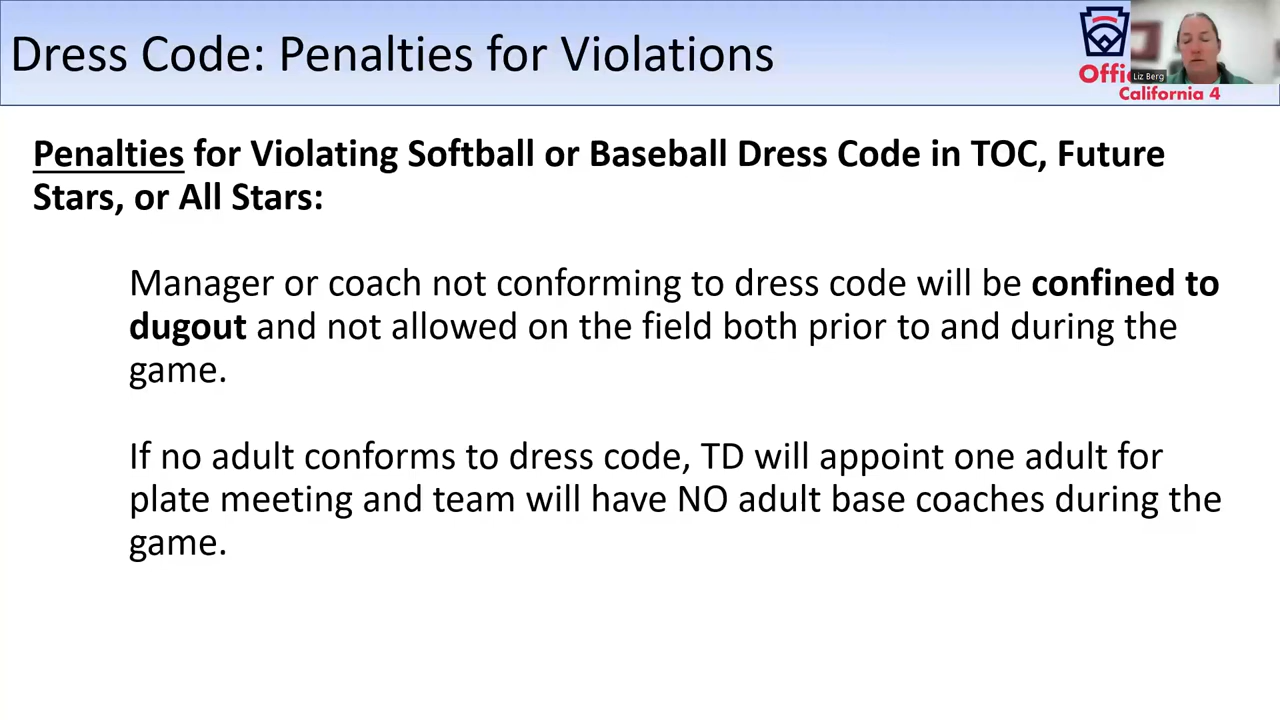 Dress Code: Penalties for Violations
Offi
Liz Berg
California 4
Penalties for Violating Softball or Baseball Dress Code in TOC, Future
Stars, or All Stars:
Manager or coach not conforming to dress code will be confined to
dugout and not allowed on the field both prior to and during the
game.
If no adult conforms to dress code, TD will appoint one adult for
plate meeting and team will have NO adult base coaches during the
game.